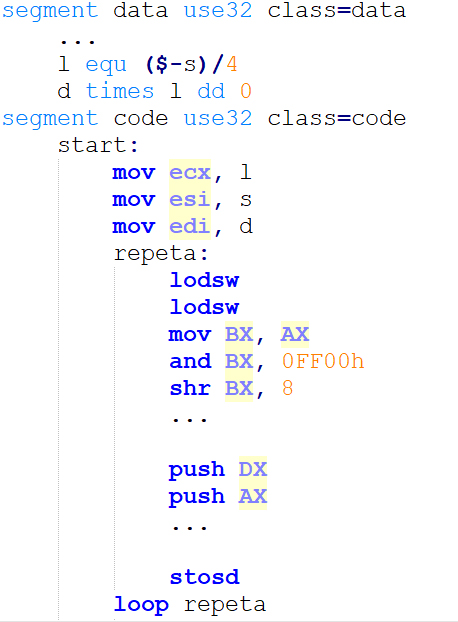 segment data use32 class=data
...
l equ ($-s)/4
d times l dd 0
segment code use32 class=code
start:
mov ecx, l
mov esi, s
mov edi, d
repeta:
lodsw
lodsw
mov BX, AX
and BX, 0FF00h
shr BX, 8
...
push DX
push AX
...
stosd
loop repeta